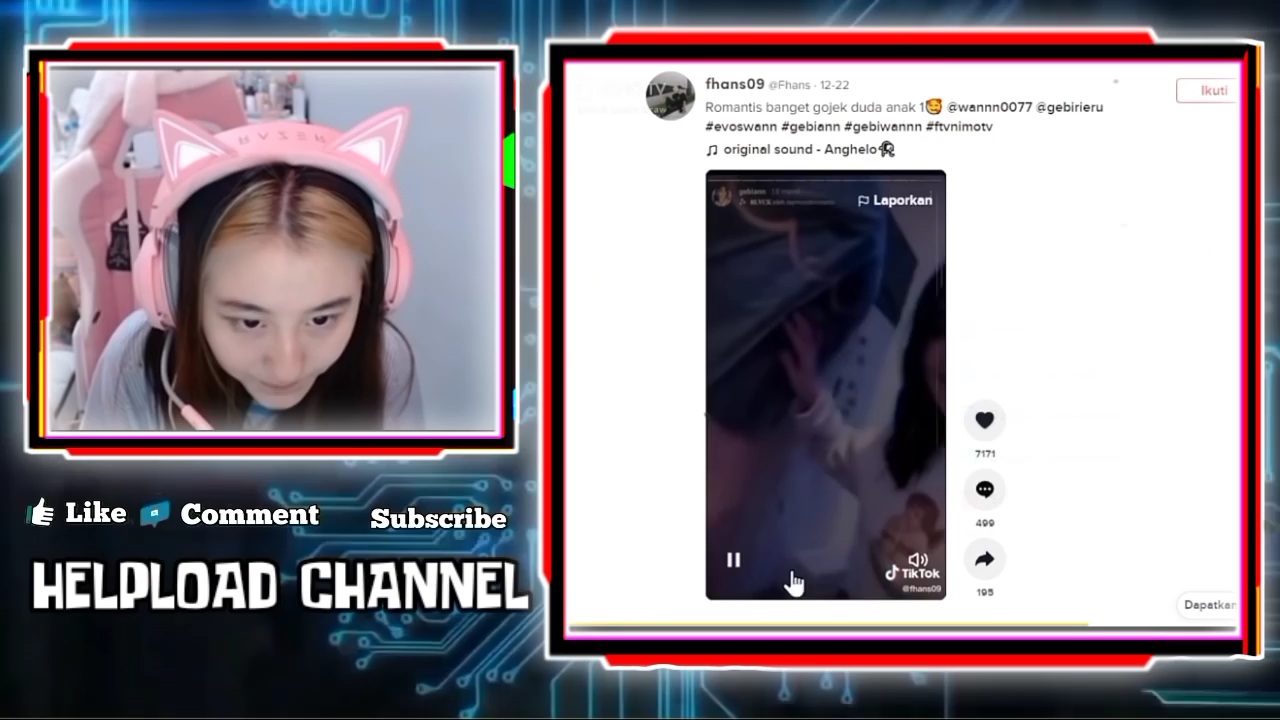 fhans09 @Fhans · 12-22
Ikuti
Romantis banget gojek duda anak 1🥰 @wannn0077 @gebirieru
#evoswann #gebiann #gebiwannn #ftvnimotv
♫ original sound - Anghelo
gebiann
Laporkan
7171
499
195
TikTok
@fhans09
Dapatkan
Like
Comment
Subscribe
HELPLOAD CHANNEL